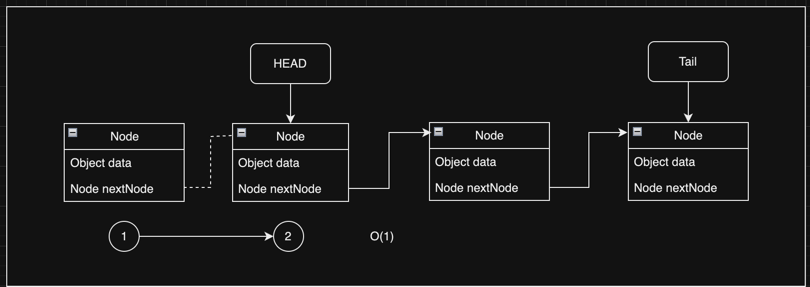 HEAD
Tail
Node
Object data
Node nextNode
Node
Object data
Node nextNode
Node
Object data
Node nextNode
Node
Object data
Node nextNode
1
2
O(1)